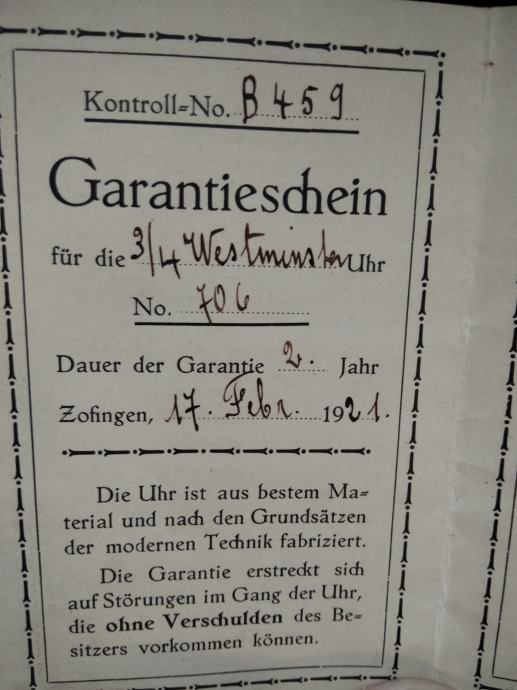 Kontroll=No. B 459
Garantieschein
für die 3/4 Westminster Uhr
No. 706
Dauer der Garantie 2. Jahr
Zofingen, 17. Febr. 1921.
Die Uhr ist aus bestem Ma=
terial und nach den Grundsätzen
der modernen Technik fabriziert.
Die Garantie erstreckt sich
auf Störungen im Gang der Uhr,
die ohne Verschulden des Be=
sitzers vorkommen können.